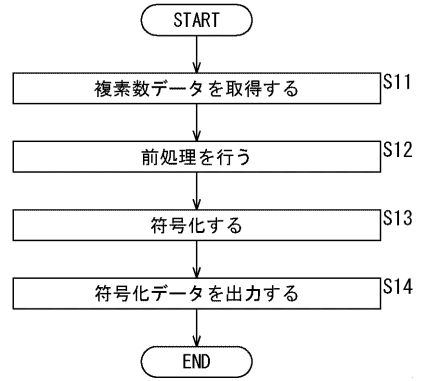 START
複素数データを取得する S11
前処理を行う S12
符号化する S13
符号化データを出力する S14
END